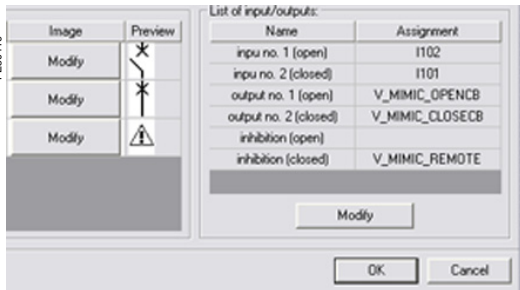 List of input/outputs:
Image Preview
Modify
Modify
Modify
Name Assignment
inpu no. 1 (open) I102
inpu no. 2 (closed) I101
output no. 1 (open) V_MIMIC_OPENCB
output no. 2 (closed) V_MIMIC_CLOSECB
inhibition (open)
inhibition (closed) V_MIMIC_REMOTE
Modify
OK Cancel